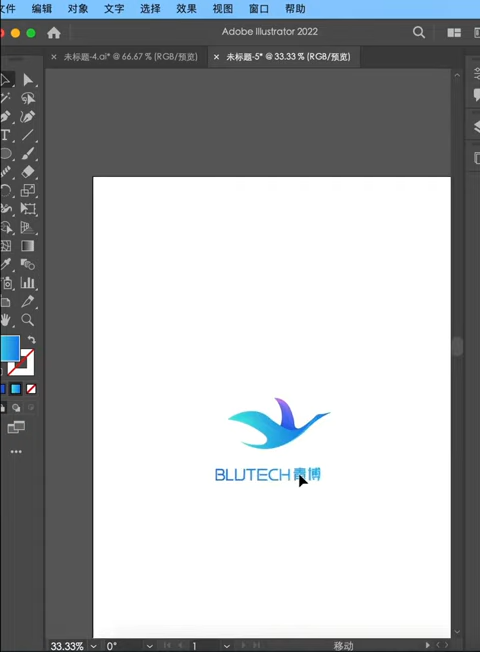 文件 编辑 对象 文字 选择 效果 视图 窗口 帮助
Adobe Illustrator 2022
× 未标题-4.ai* @ 66.67 % (RGB/预览) × 未标题-5* @ 33.33 % (RGB/预览)
BLUTECH 青博
33.33% 0° 1 移动